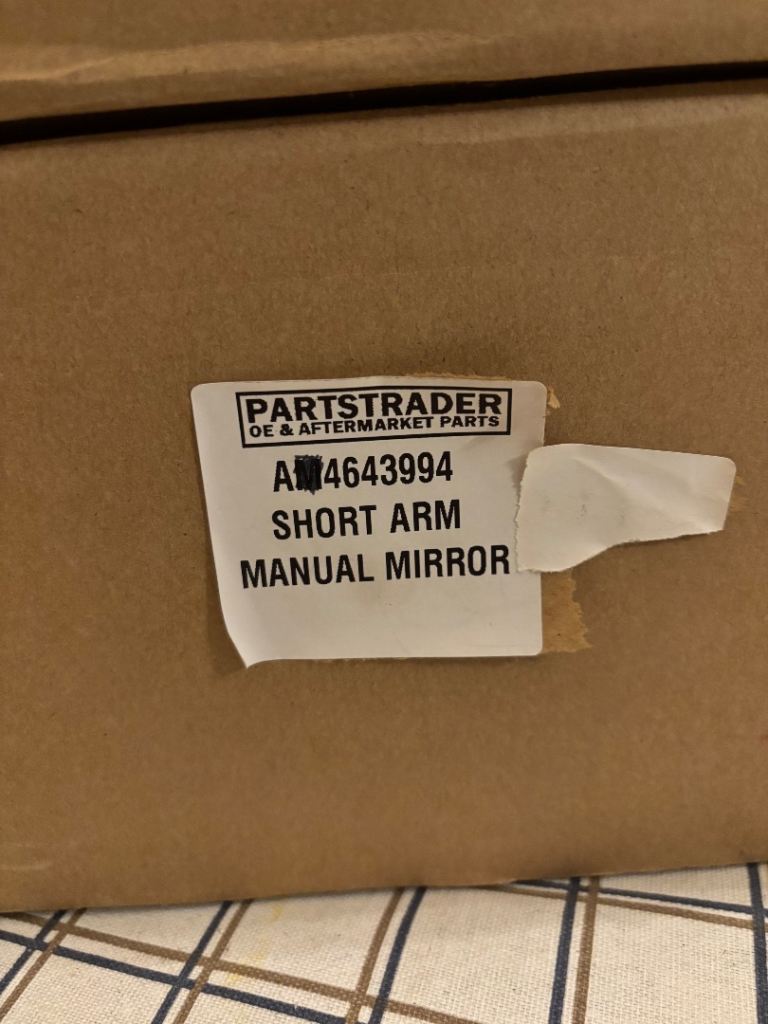 PARTSTRADER
OE & AFTERMARKET PARTS
AM4643994
SHORT ARM
MANUAL MIRROR